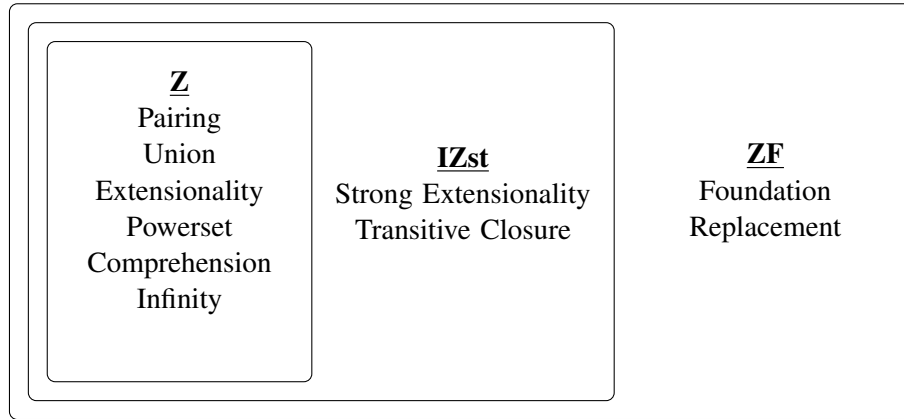 Z
Pairing
Union
Extensionality
Powerset
Comprehension
Infinity
IZst
Strong Extensionality
Transitive Closure
ZF
Foundation
Replacement